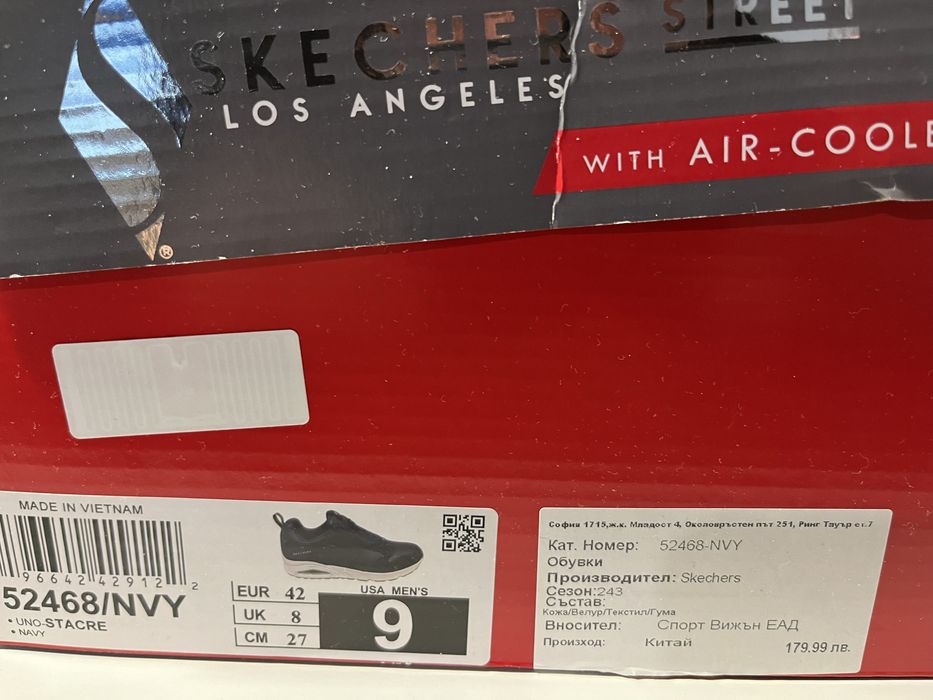 SKECHERS STREET
LOS ANGELES
WITH AIR-COOLE
®
MADE IN VIETNAM
96642 42912 2
52468/NVY
• UNO-STACRE
• NAVY
EUR 42
UK 8
CM 27
USA MEN'S
9
София 1715,ж.к. Младост 4, Околовръстен път 251, Ринг Тауър ет.7
Кат. Номер: 52468-NVY
Обувки
Производител: Skechers
Сезон:243
Състав:
Кожа/Велур/Текстил/Гума
Вносител: Спорт Вижън ЕАД
Произход: Китай
179.99 лв.